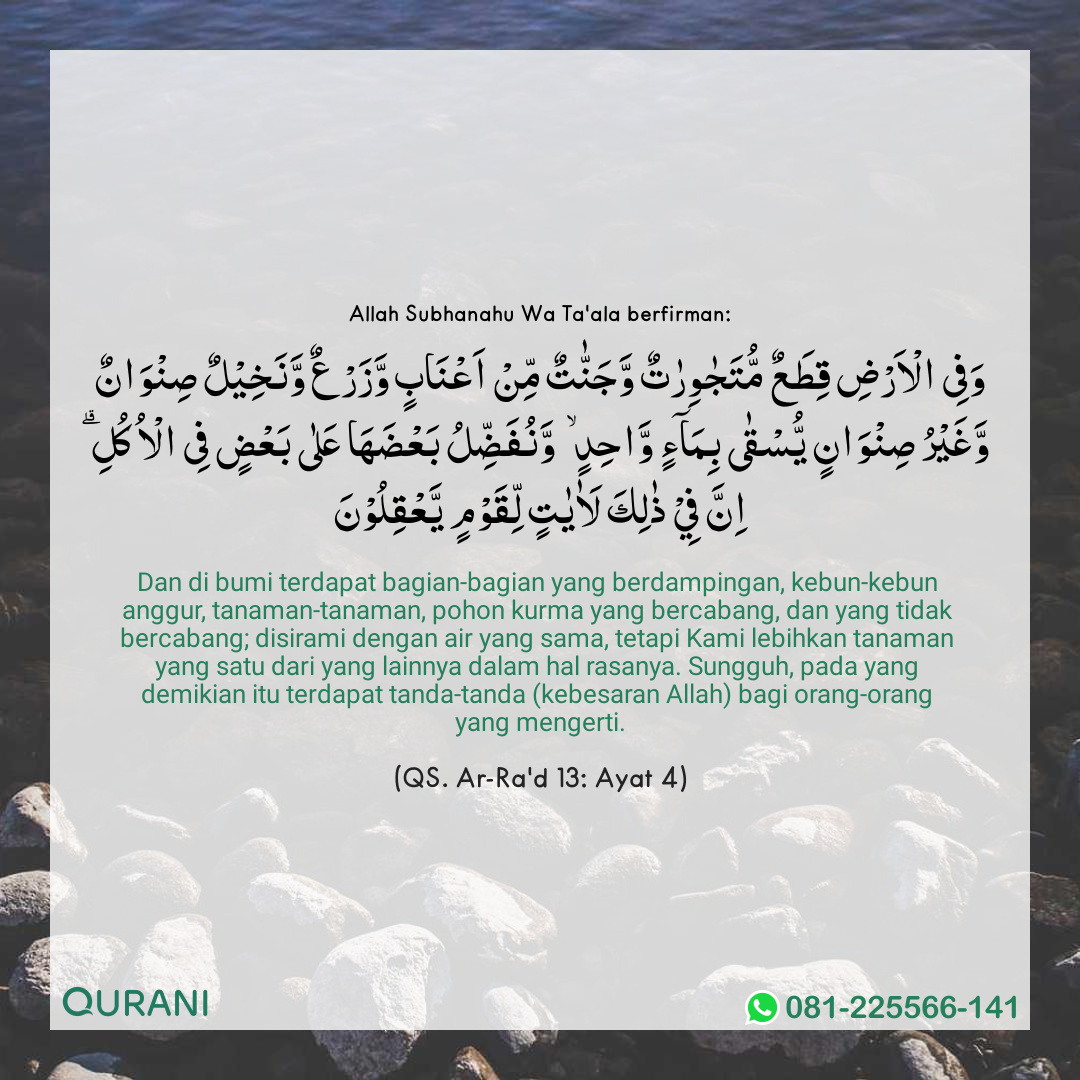 Allah Subhanahu Wa Ta'ala berfirman:
وَفِى الْاَرْضِ قِطَعٌ مُّتَجٰوِرٰتٌ وَّجَنّٰتٌ مِّنْ اَعْنَابٍ وَّزَرْعٌ وَّنَخِيْلٌ صِنْوَانٌ
وَّغَيْرُ صِنْوَانٍ يُّسْقٰى بِمَآءٍ وَّاحِدٍ ۙ وَّنُفَضِّلُ بَعْضَهَا عَلٰى بَعْضٍ فِى الْاُكُلِ ۗ
اِنَّ فِيْ ذٰلِكَ لَاٰيٰتٍ لِّقَوْمٍ يَّعْقِلُوْنَ
Dan di bumi terdapat bagian-bagian yang berdampingan, kebun-kebun
anggur, tanaman-tanaman, pohon kurma yang bercabang, dan yang tidak
bercabang; disirami dengan air yang sama, tetapi Kami lebihkan tanaman
yang satu dari yang lainnya dalam hal rasanya. Sungguh, pada yang
demikian itu terdapat tanda-tanda (kebesaran Allah) bagi orang-orang
yang mengerti.
(QS. Ar-Ra'd 13: Ayat 4)
QURANI
081-225566-141